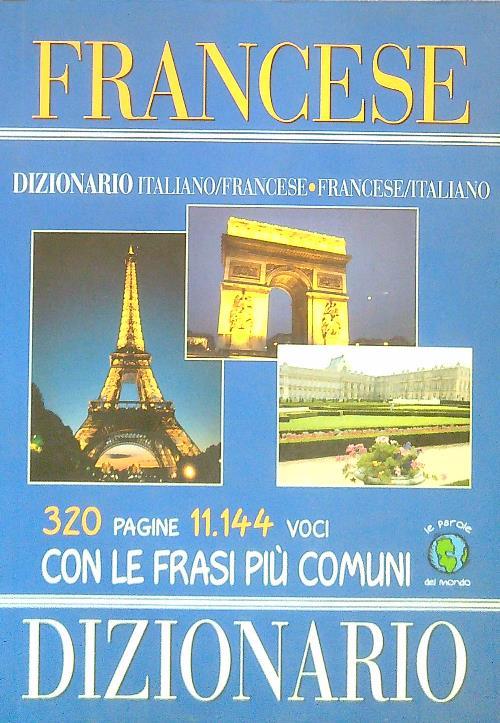 FRANCESE
DIZIONARIO ITALIANO/FRANCESE•FRANCESE/ITALIANO
320 PAGINE 11.144 VOCI
CON LE FRASI PIÙ COMUNI
le parole
del mondo
DIZIONARIO